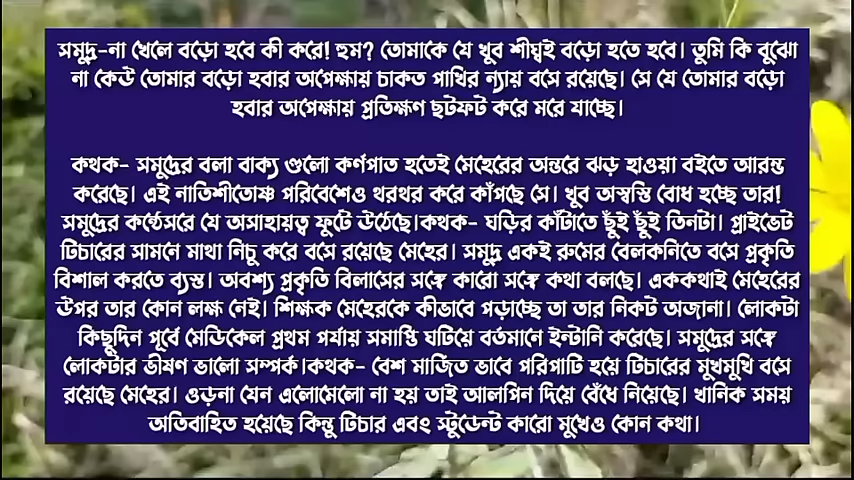 সমুদ্র-না খেলে বড়ো হবে কী করে! হুম? তোমাকে যে খুব শীঘ্রই বড়ো হতে হবে। তুমি কি বুঝো
না কেউ তোমার বড়ো হবার অপেক্ষায় চাকত পাখির ন্যায় বসে রয়েছে। সে যে তোমার বড়ো
হবার অপেক্ষায় প্রতিক্ষণ ছটফট করে মরে যাচ্ছে।
কথক- সমুদ্রের বলা বাক্য গুলো কর্ণপাত হতেই মেহেরের অন্তরে ঝড় হাওয়া বইতে আরম্ভ
করেছে। এই নাতিশীতোষ্ণ পরিবেশেও থরথর করে কাঁপছে সে। খুব অস্বস্তি বোধ হচ্ছে তার!
সমুদ্রের কন্ঠেসরে যে অসাহায়ত্ব ফুটে উঠেছে।কথক- ঘড়ির কাঁটাতে ছুঁই ছুঁই তিনটা। প্রাইভেট
টিচারের সামনে মাথা নিচু করে বসে রয়েছে মেহের। সমুদ্র একই রুমের বেলকনিতে বসে প্রকৃতি
বিশাল করতে ব্যস্ত। অবশ্য প্রকৃতি বিলাসের সঙ্গে কারো সঙ্গে কথা বলছে। এককথাই মেহেরের
উপর তার কোন লক্ষ নেই। শিক্ষক মেহেরকে কীভাবে পড়াচ্ছে তা তার নিকট অজানা। লোকটা
কিছুদিন পূর্বে মেডিকেল প্রথম পর্যায় সমাপ্তি ঘটিয়ে বর্তমানে ইন্টানি করেছে। সমুদ্রের সঙ্গে
লোকটার ভীষণ ভালো সম্পর্ক।কথক- বেশ মার্জিত ভাবে পরিপাটি হয়ে টিচারের মুখমুখি বসে
রয়েছে মেহের। ওড়না যেন এলোমেলো না হয় তাই আলপিন দিয়ে বেঁধে নিয়েছে। খানিক সময়
অতিবাহিত হয়েছে কিন্তু টিচার এবং স্টুডেন্ট কারো মুখেও কোন কথা।